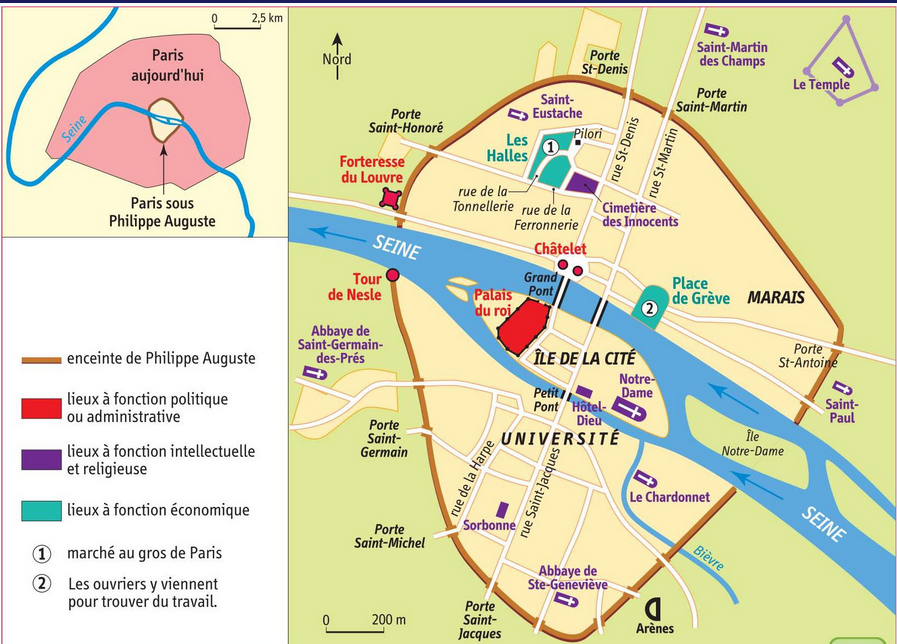 0 2,5 km
Paris
aujourd'hui
Seine
Paris sous
Philippe Auguste
enceinte de Philippe Auguste
lieux à fonction politique
ou administrative
lieux à fonction intellectuelle
et religieuse
lieux à fonction économique
1 marché au gros de Paris
2 Les ouvriers y viennent
pour trouver du travail.
Nord
Porte
St-Denis
Saint-Martin
des Champs
Le Temple
Porte
Saint-Martin
Saint-
Eustache
Porte
Saint-Honoré
Les
Halles
1
Pilori
rue St-Denis
rue St-Martin
Forteresse
du Louvre
rue de la
Tonnellerie
rue de la
Ferronnerie
Cimetière
des Innocents
SEINE
Châtelet
Tour
de Nesle
Grand
Pont
Palais
du roi
Place
de Grève
2
MARAIS
Abbaye de
Saint-Germain-
des-Prés
ÎLE DE LA CITÉ
Porte
St-Antoine
Petit
Pont
Hôtel-
Dieu
Notre-
Dame
Saint-
Paul
Porte
Saint-
Germain
UNIVERSITÉ
Île
Notre-Dame
rue de la Harpe
rue Saint-Jacques
Le Chardonnet
SEINE
Sorbonne
Porte
Saint-Michel
Bièvre
Abbaye de
Ste-Geneviève
Porte
Saint-
Jacques
Arènes
0 200 m